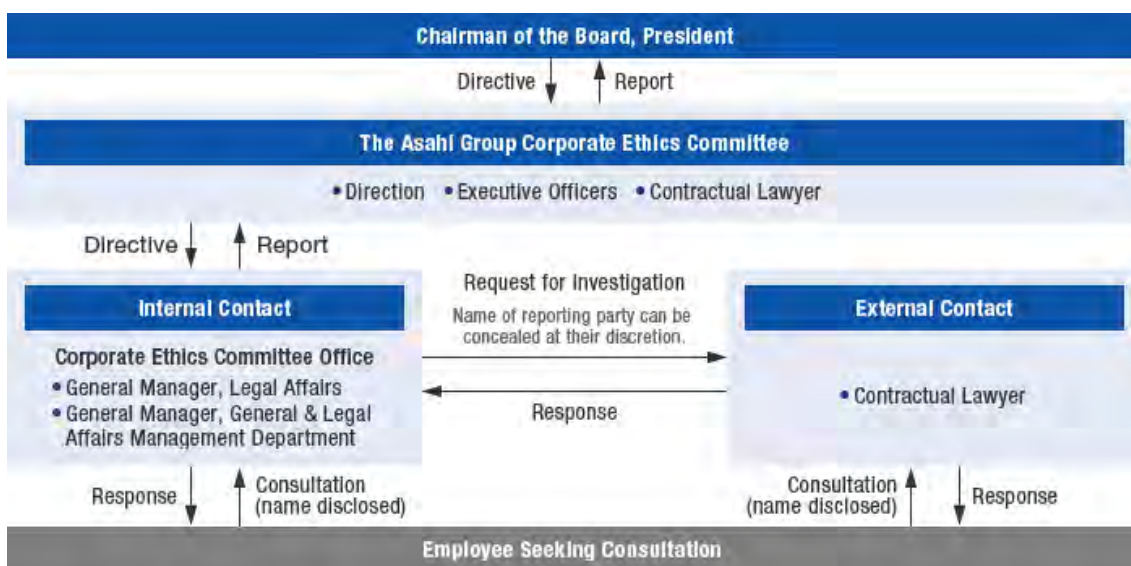 Chairman of the Board, President
Directive
Report
The Asahi Group Corporate Ethics Committee
• Direction • Executive Officers • Contractual Lawyer
Directive
Report
Internal Contact
Corporate Ethics Committee Office
• General Manager, Legal Affairs
• General Manager, General & Legal
Affairs Management Department
Request for Investigation
Name of reporting party can be
concealed at their discretion.
Response
External Contact
• Contractual Lawyer
Response
Consultation
(name disclosed)
Consultation
(name disclosed)
Response
Employee Seeking Consultation